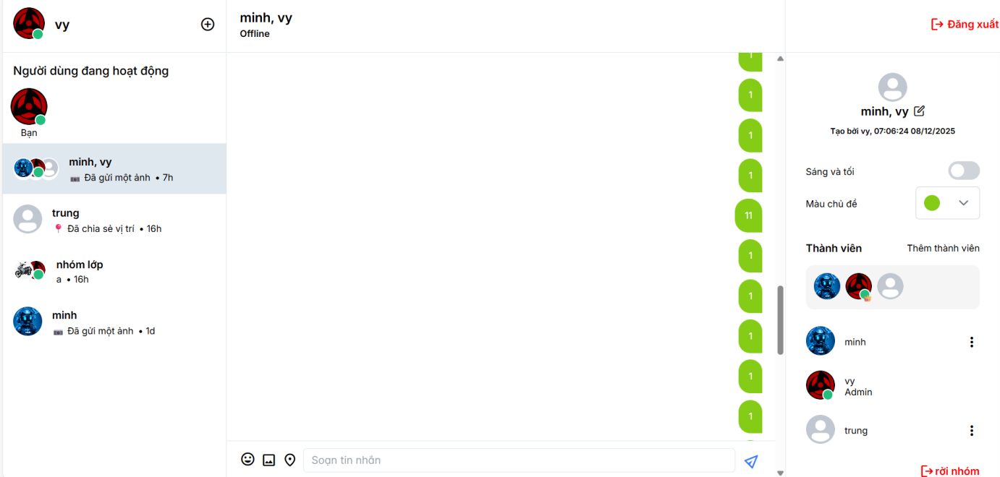 vy
Người dùng đang hoạt động
Bạn
minh, vy
Đã gửi một ảnh • 7h
trung
Đã chia sẻ vị trí • 16h
nhóm lớp
a • 16h
minh
Đã gửi một ảnh • 1d
minh, vy
Offline
1
1
1
1
11
1
1
1
1
1
Soạn tin nhắn
Đăng xuất
minh, vy
Tạo bởi vy, 07:06:24 08/12/2025
Sáng và tối
Màu chủ đề
Thành viên
Thêm thành viên
minh
vy
Admin
trung
rời nhóm